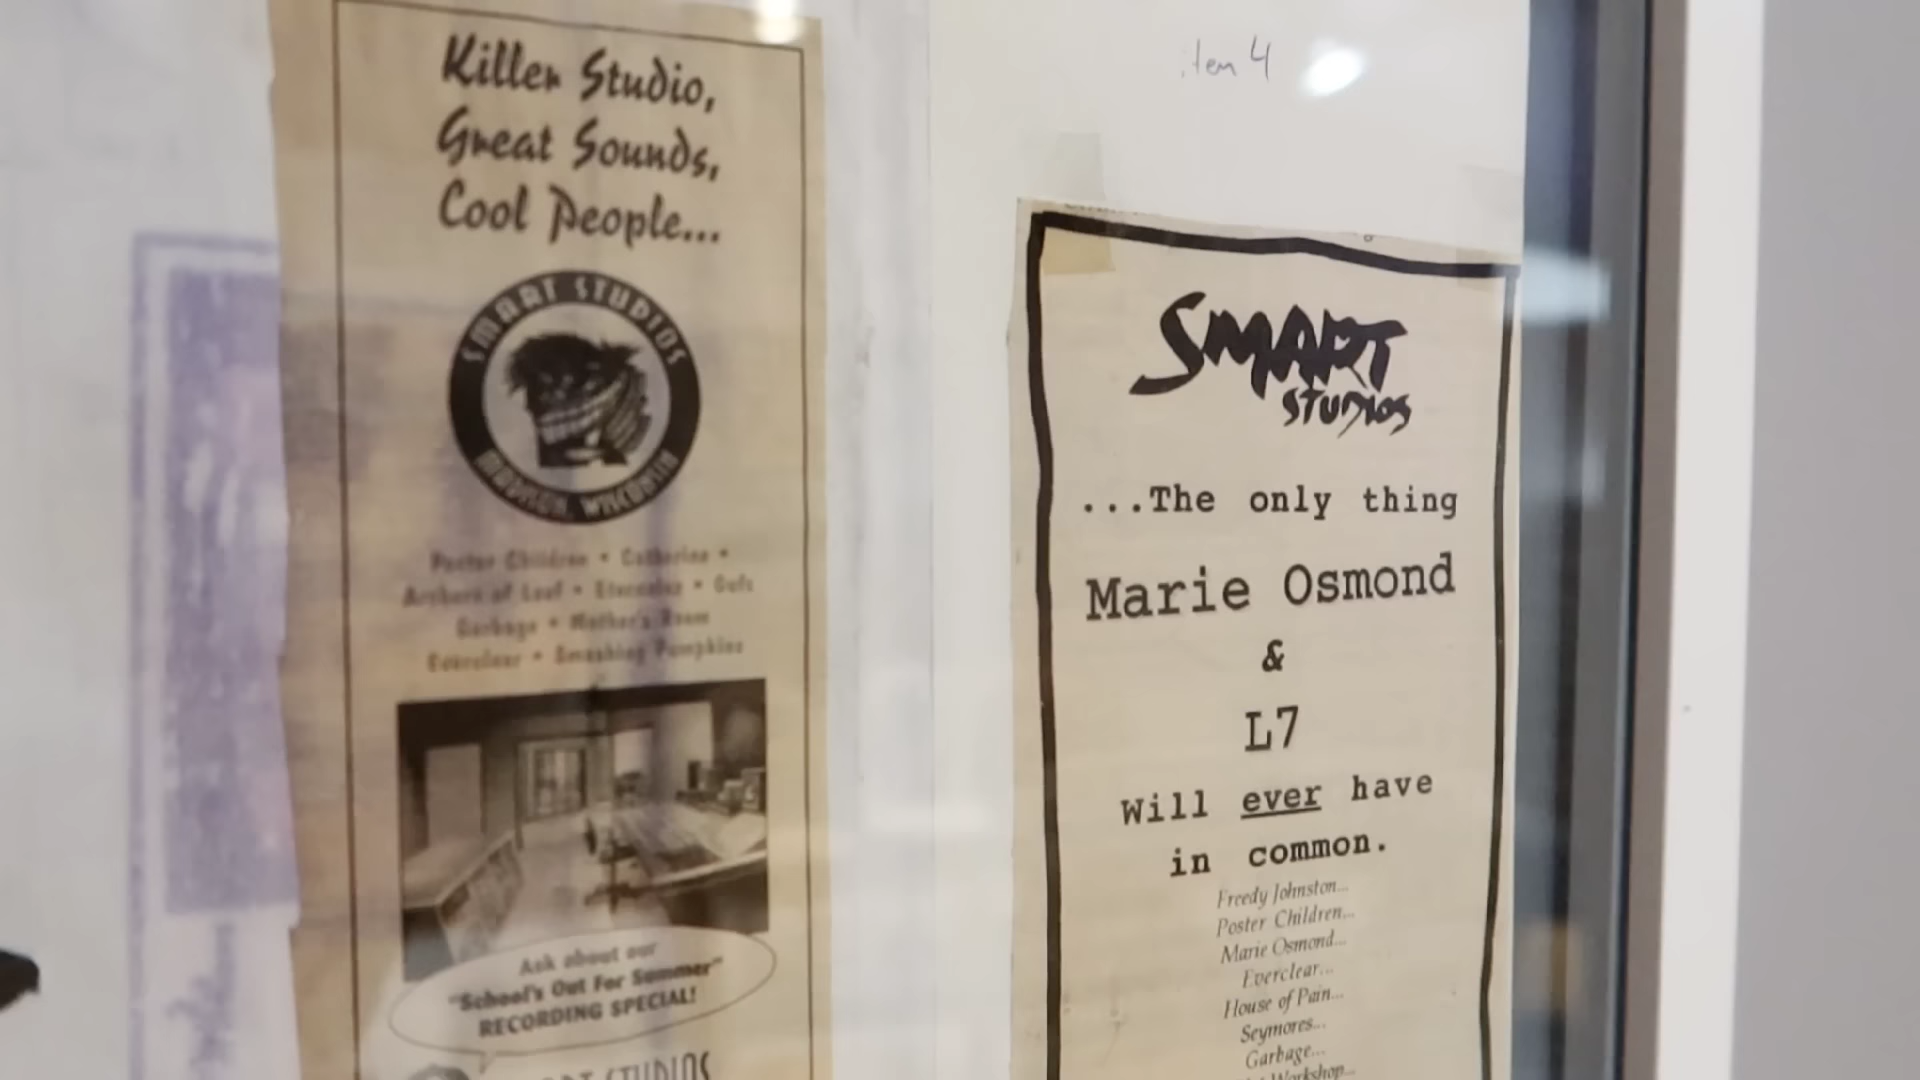 Killer Studio,
Great Sounds,
Cool People...
SMART STUDIOS
MADISON, WISCONSIN
Poster Children • Catherine •
Archers of Loaf • Eternales • Gufs
Garbage • Mother's Room
Everclear • Smashing Pumpkins
Ask about our
"School's Out For Summer"
RECORDING SPECIAL!
STUDIOS
item 4
SMART
STUDIOS
...The only thing
Marie Osmond
&
L7
Will ever have
in common.
Freedy Johnston...
Poster Children...
Marie Osmond...
Everclear...
House of Pain...
Seymores...
Garbage...
Workshop...